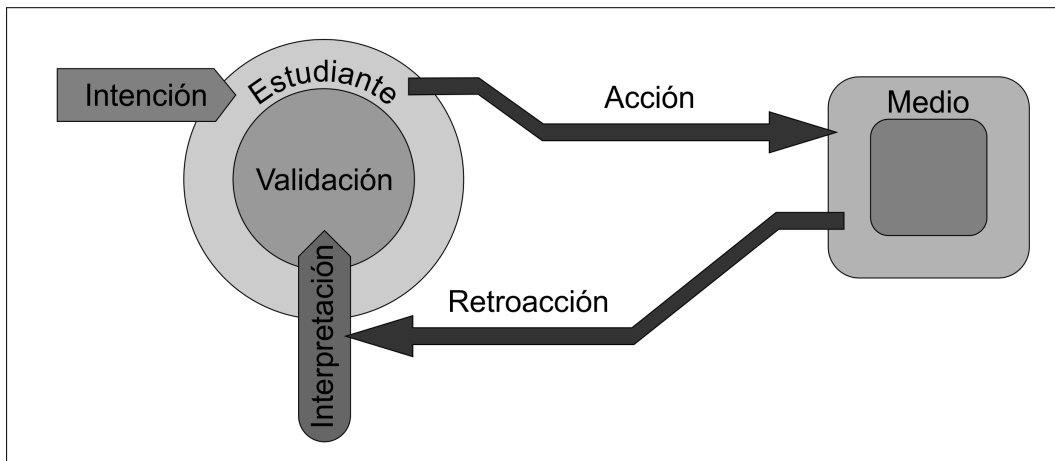 Intención
Estudiante
Acción
Medio
Validación
Interpretación
Retroacción